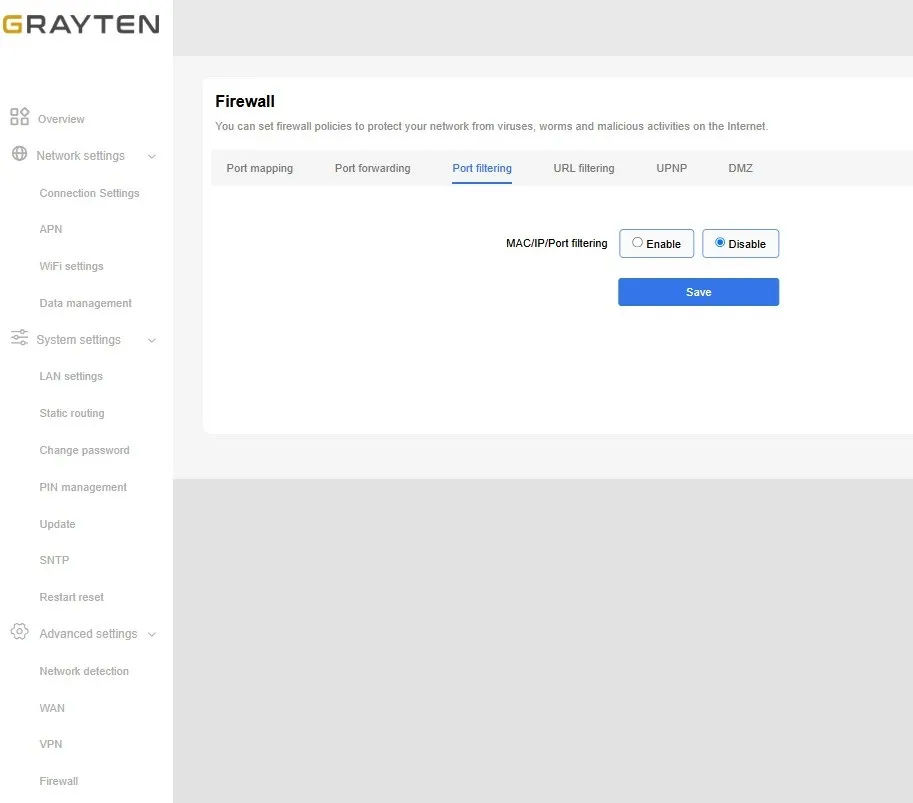 GRAYTEN
Overview
Network settings
Connection Settings
APN
WiFi settings
Data management
System settings
LAN settings
Static routing
Change password
PIN management
Update
SNTP
Restart reset
Advanced settings
Network detection
WAN
VPN
Firewall
Firewall
You can set firewall policies to protect your network from viruses, worms and malicious activities on the Internet.
Port mapping Port forwarding Port filtering URL filtering UPNP DMZ
MAC/IP/Port filtering Enable Disable
Save